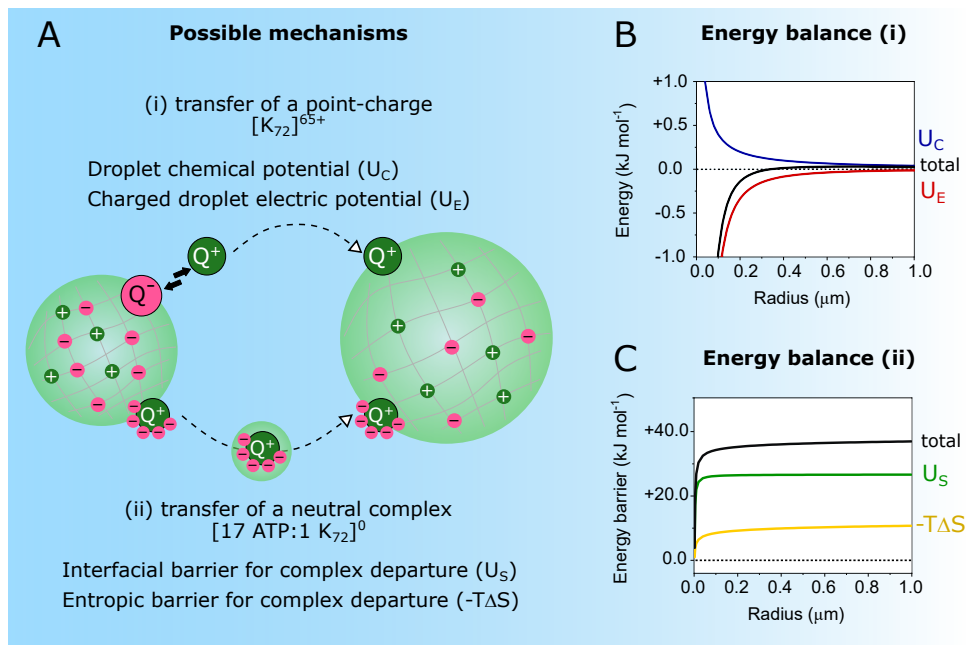 A
Possible mechanisms
(i) transfer of a point-charge
[K72]65+
Droplet chemical potential (UC)
Charged droplet electric potential (UE)
Q+
Q+
Q−
+
−
+
−
−
−
−
+
+
−
−
Q+
−
−
−
−
−
Q+
−
−
−
−
−
+
−
+
−
−
+
−
+
+
−
Q+
−
−
−
−
−
(ii) transfer of a neutral complex
[17 ATP:1 K72]0
Interfacial barrier for complex departure (US)
Entropic barrier for complex departure (-TΔS)
B
Energy balance (i)
Energy (kJ mol-1)
+1.0
+0.5
0.0
-0.5
-1.0
0.0 0.2 0.4 0.6 0.8 1.0
Radius (μm)
UC
total
UE
C
Energy balance (ii)
Energy barrier (kJ mol-1)
+40.0
+20.0
0.0
0.0 0.2 0.4 0.6 0.8 1.0
Radius (μm)
total
US
-TΔS